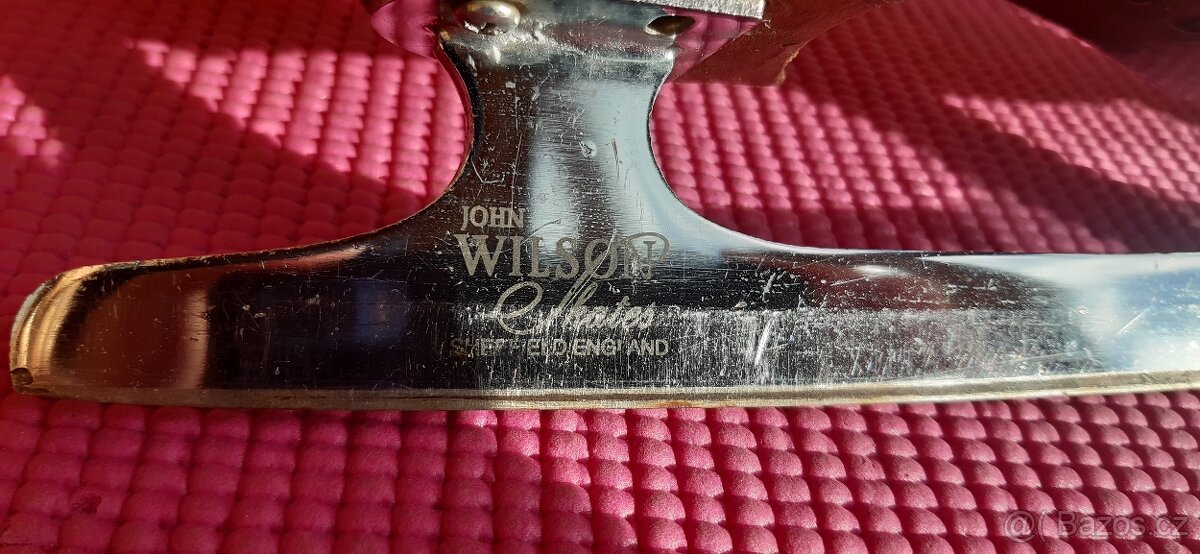 JOHN
WILSON
Skates
SHEFFIELD ENGLAND
@( Bazos.cz